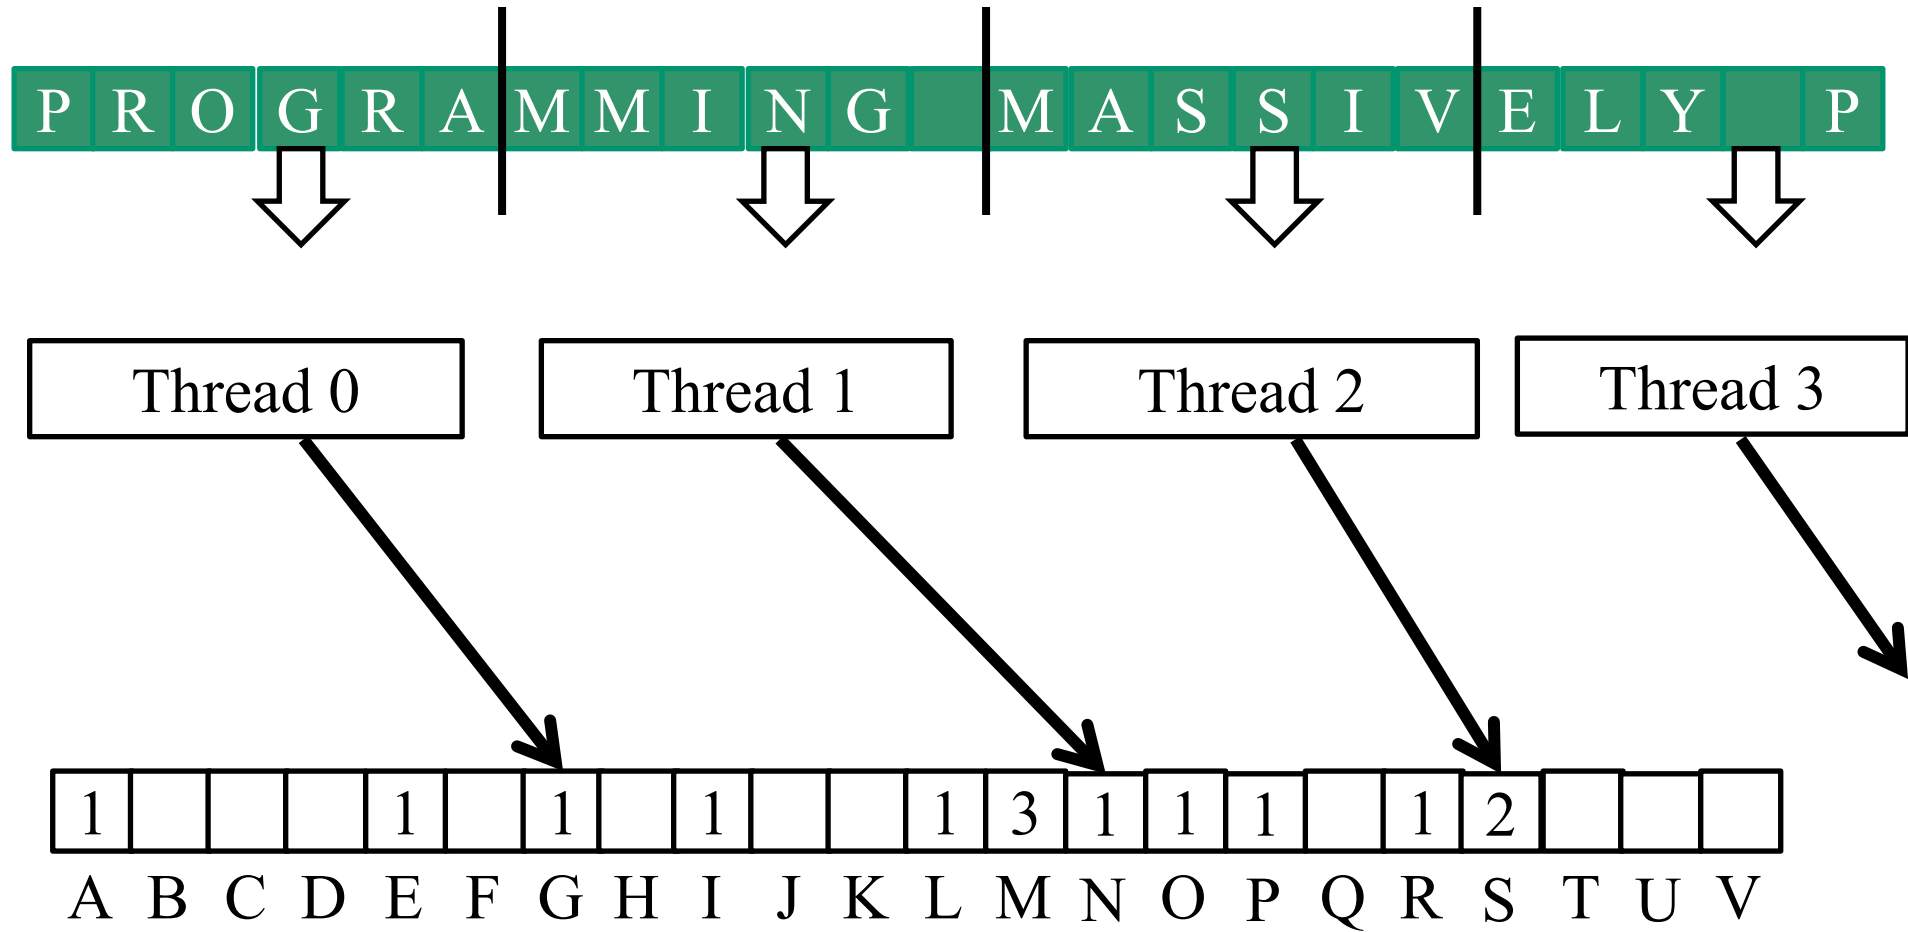 P R O G R A M M I N G M A S S I V E L Y P
Thread 0 Thread 1 Thread 2 Thread 3
1 1 1 1 1 3 1 1 1 1 2
A B C D E F G H I J K L M N O P Q R S T U V